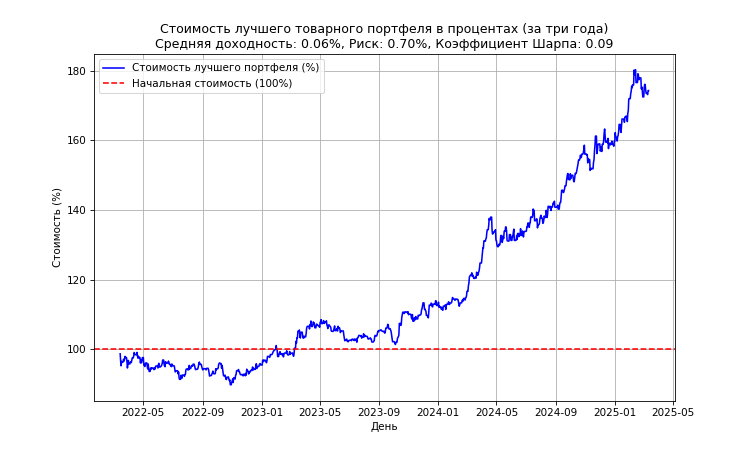 Стоимость лучшего товарного портфеля в процентах (за три года)
Средняя доходность: 0.06%, Риск: 0.70%, Коэффициент Шарпа: 0.09
Стоимость лучшего портфеля (%)
Начальная стоимость (100%)
Стоимость (%)
180
160
140
120
100
2022-05 2022-09 2023-01 2023-05 2023-09 2024-01 2024-05 2024-09 2025-01 2025-05
День